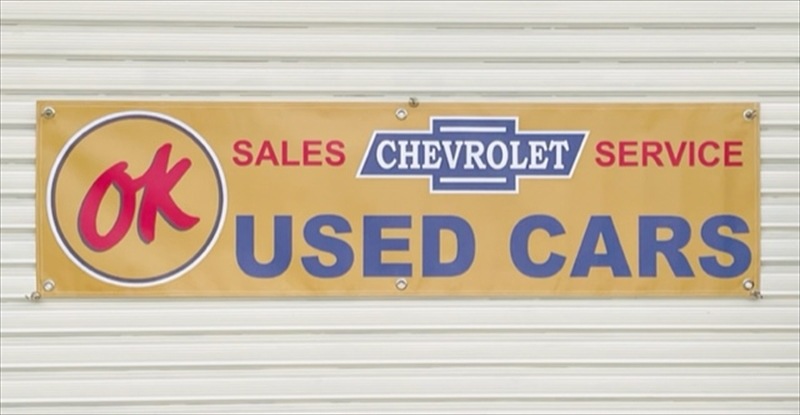 OK
SALES CHEVROLET SERVICE
USED CARS